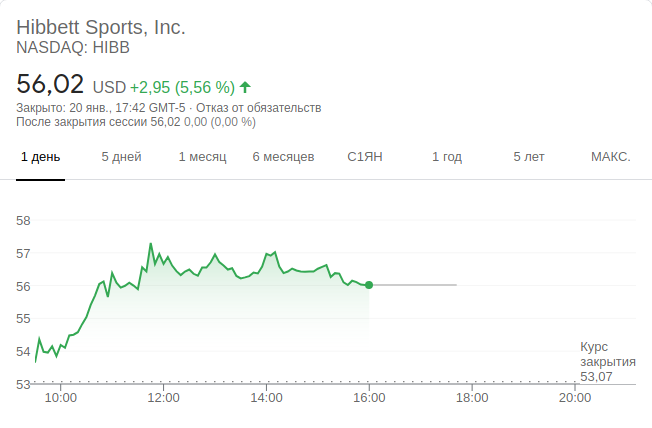 Hibbett Sports, Inc.
NASDAQ: HIBB
56,02 USD +2,95 (5,56 %)
Закрыто: 20 янв., 17:42 GMT-5 · Отказ от обязательств
После закрытия сессии 56,02 0,00 (0,00 %)
1 день 5 дней 1 месяц 6 месяцев С1ЯН 1 год 5 лет МАКС.
58
57
56
55
54
53
Курс
закрытия
53,07
10:00 12:00 14:00 16:00 18:00 20:00